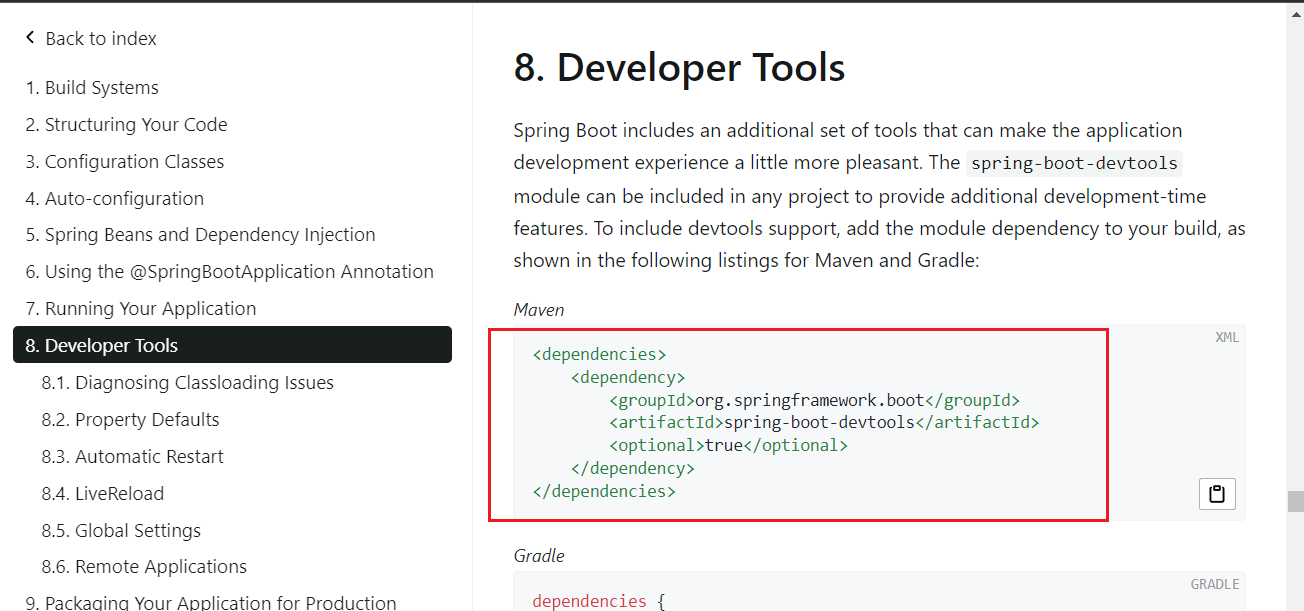 Back to index
1. Build Systems
2. Structuring Your Code
3. Configuration Classes
4. Auto-configuration
5. Spring Beans and Dependency Injection
6. Using the @SpringBootApplication Annotation
7. Running Your Application
8. Developer Tools
8.1. Diagnosing Classloading Issues
8.2. Property Defaults
8.3. Automatic Restart
8.4. LiveReload
8.5. Global Settings
8.6. Remote Applications
9. Packaging Your Application for Production
8. Developer Tools
Spring Boot includes an additional set of tools that can make the application
development experience a little more pleasant. The spring-boot-devtools
module can be included in any project to provide additional development-time
features. To include devtools support, add the module dependency to your build, as
shown in the following listings for Maven and Gradle:
Maven
XML
<dependencies>
    <dependency>
        <groupId>org.springframework.boot</groupId>
        <artifactId>spring-boot-devtools</artifactId>
        <optional>true</optional>
    </dependency>
</dependencies>
Gradle
GRADLE
dependencies {